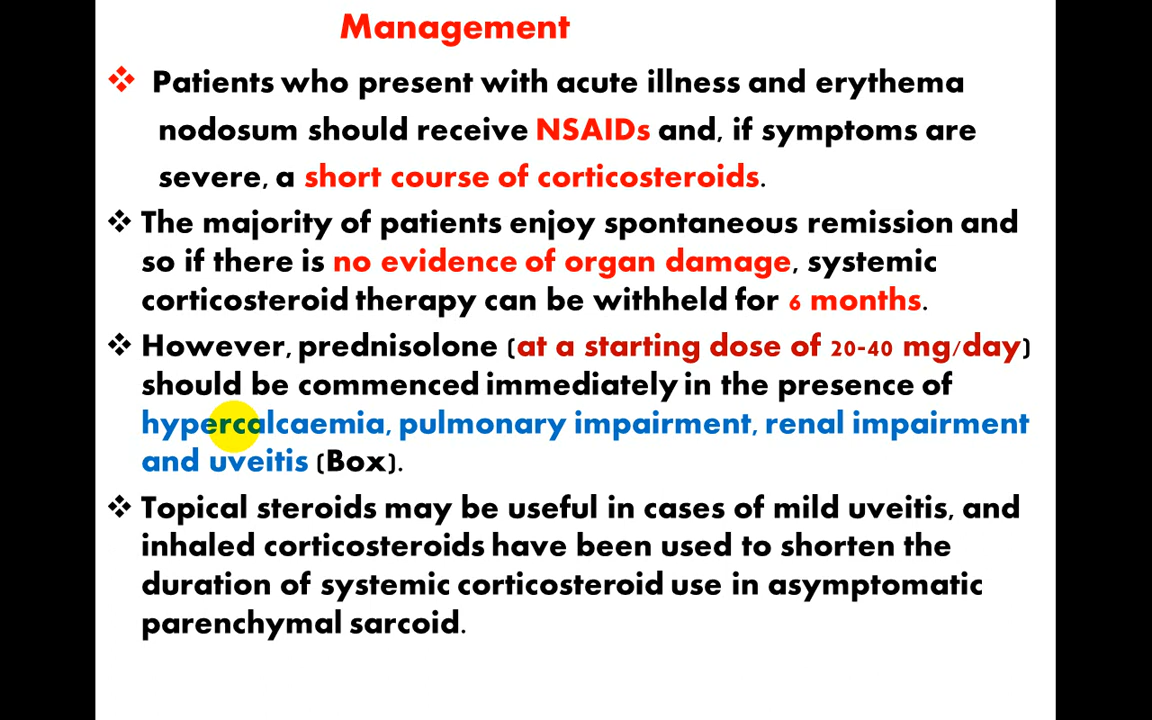 Management
❖ Patients who present with acute illness and erythema
nodosum should receive NSAIDs and, if symptoms are
severe, a short course of corticosteroids.
❖ The majority of patients enjoy spontaneous remission and
so if there is no evidence of organ damage, systemic
corticosteroid therapy can be withheld for 6 months.
❖ However, prednisolone (at a starting dose of 20-40 mg/day)
should be commenced immediately in the presence of
hypercalcaemia, pulmonary impairment, renal impairment
and uveitis (Box).
❖ Topical steroids may be useful in cases of mild uveitis, and
inhaled corticosteroids have been used to shorten the
duration of systemic corticosteroid use in asymptomatic
parenchymal sarcoid.